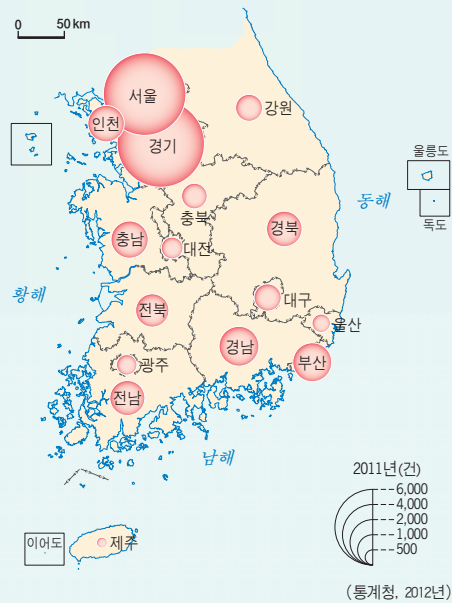 0 50 km
서울
인천
경기
강원
울릉도
독도
동해
충북
충남
대전
경북
황해
전북
대구
울산
광주
경남
부산
전남
남해
2011년(건)
6,000
4,000
2,000
1,000
500
이어도
제주
(통계청, 2012년)